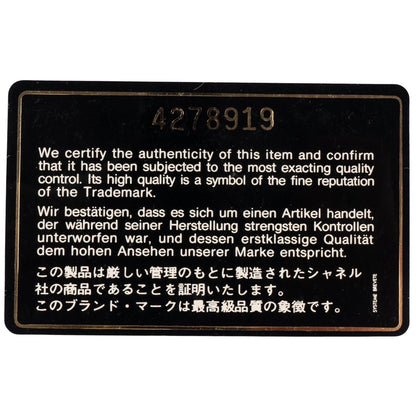 4278919
We certify the authenticity of this item and confirm
that it has been subjected to the most exacting quality
control. Its high quality is a symbol of the fine reputation
of the Trademark.
Wir bestätigen, dass es sich um einen Artikel handelt,
der während seiner Herstellung strengsten Kontrollen
unterworfen war, und dessen erstklassige Qualität
dem hohen Ansehen unserer Marke entspricht.
この製品は厳しい管理のもとに製造されたシャネル
社の商品であることを証明いたします。
このブランド・マークは最高級品質の象徴です。
SYSTEME BREVETE